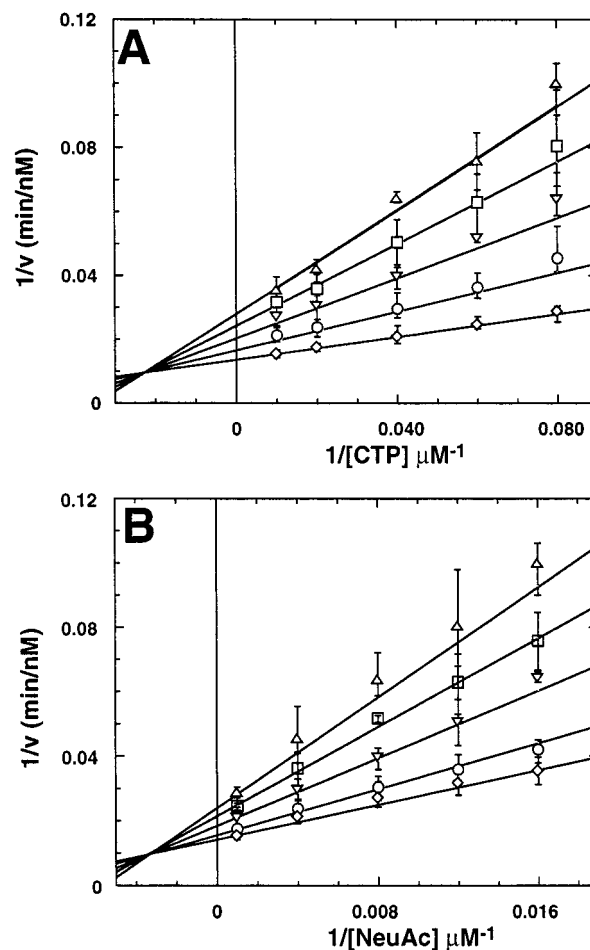 A
0.12
0.08
0.04
0
1/v (min/nM)
0 0.040 0.080
1/[CTP] µM-1
B
0.12
0.08
0.04
0
1/v (min/nM)
0 0.008 0.016
1/[NeuAc] µM-1